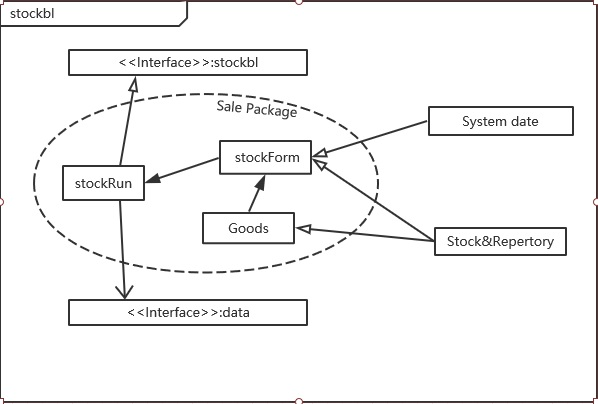 stockbl
<<Interface>>:stockbl
Sale Package
System date
stockForm
stockRun
Goods
Stock&Repertory
<<Interface>>:data